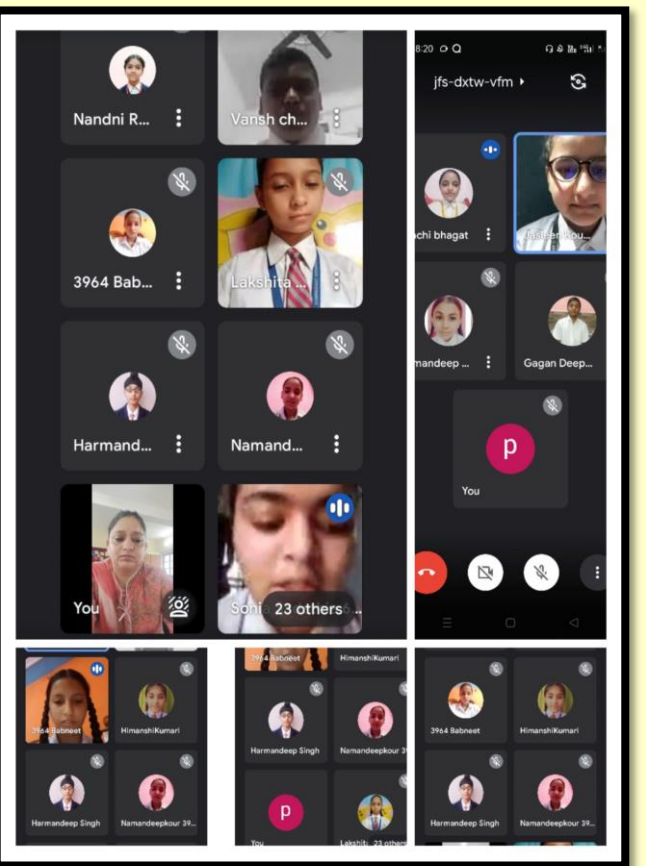 Nandni R...
Vansh ch...
3964 Bab...
Lakshita ...
Harmand...
Namand...
You
Soni 23 others
8:20
jfs-dxtw-vfm
chi bhagat
Jasleen Kou...
mandeep ...
Gagan Deep...
p
You
3964 Babneet
HimanshiKumari
Harmandeep Singh
Namandeepkour 39...
3964 Babneet
HimanshiKumari
Harmandeep Singh
Namandeepkour 39
p
You
Lakshit 23 others
3964 Babneet
HimanshiKumari
Harmandeep Singh
Namandeepkour 39...